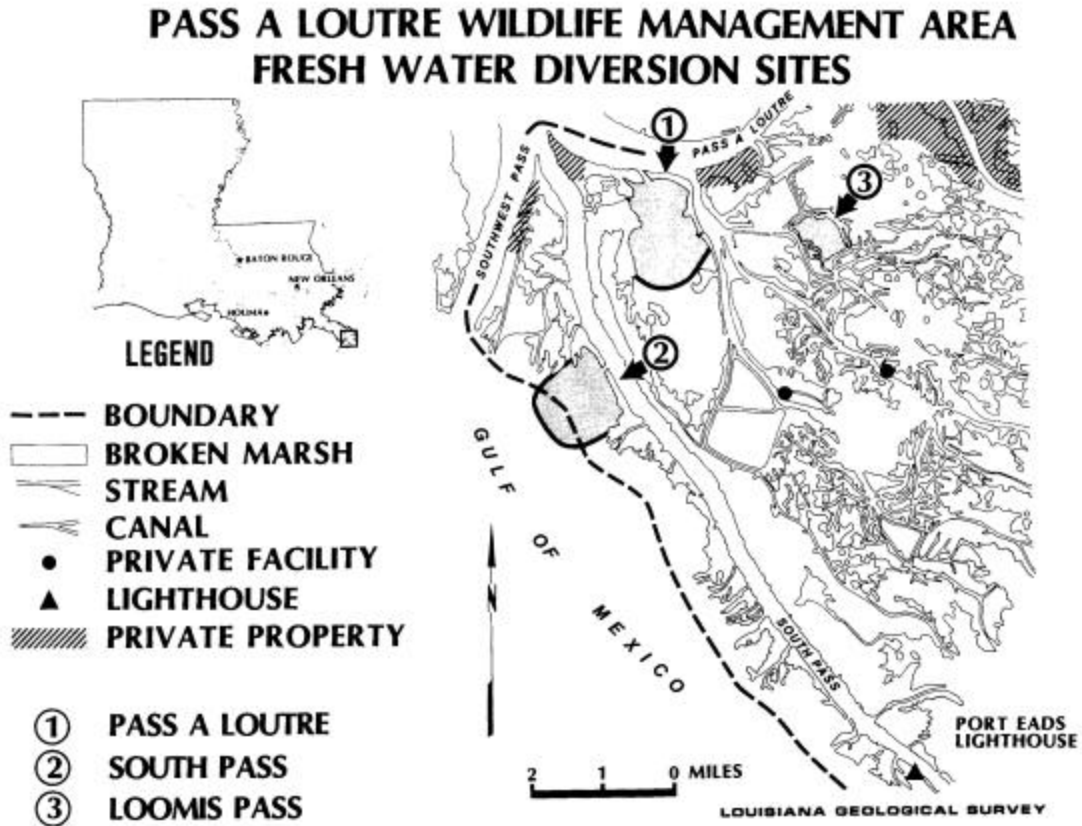 PASS A LOUTRE WILDLIFE MANAGEMENT AREA
FRESH WATER DIVERSION SITES
BATON ROUGE
NEW ORLEANS
HOUMA
LEGEND
BOUNDARY
BROKEN MARSH
STREAM
CANAL
PRIVATE FACILITY
LIGHTHOUSE
PRIVATE PROPERTY
1 PASS A LOUTRE
2 SOUTH PASS
3 LOOMIS PASS
1
PASS A LOUTRE
3
SOUTHWEST PASS
2
GULF OF MEXICO
N
SOUTH PASS
PORT EADS
LIGHTHOUSE
2 1 0 MILES
LOUISIANA GEOLOGICAL SURVEY